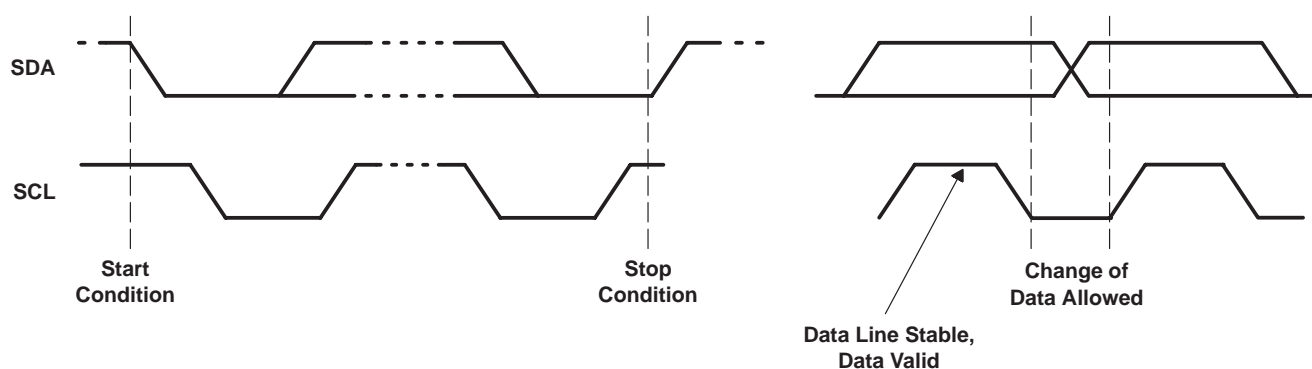 SDA
SCL
Start
Condition
Stop
Condition
Change of
Data Allowed
Data Line Stable,
Data Valid